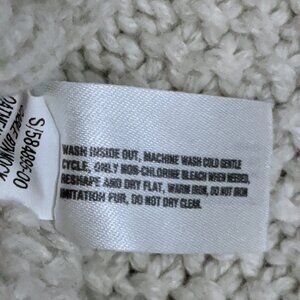 WASH INSIDE OUT, MACHINE WASH COLD GENTLE
CYCLE, ONLY NON-CHLORINE BLEACH WHEN NEEDED,
RESHAPE AND DRY FLAT, WARM IRON, DO NOT IRON
IMITATION FUR, DO NOT DRY CLEAN.